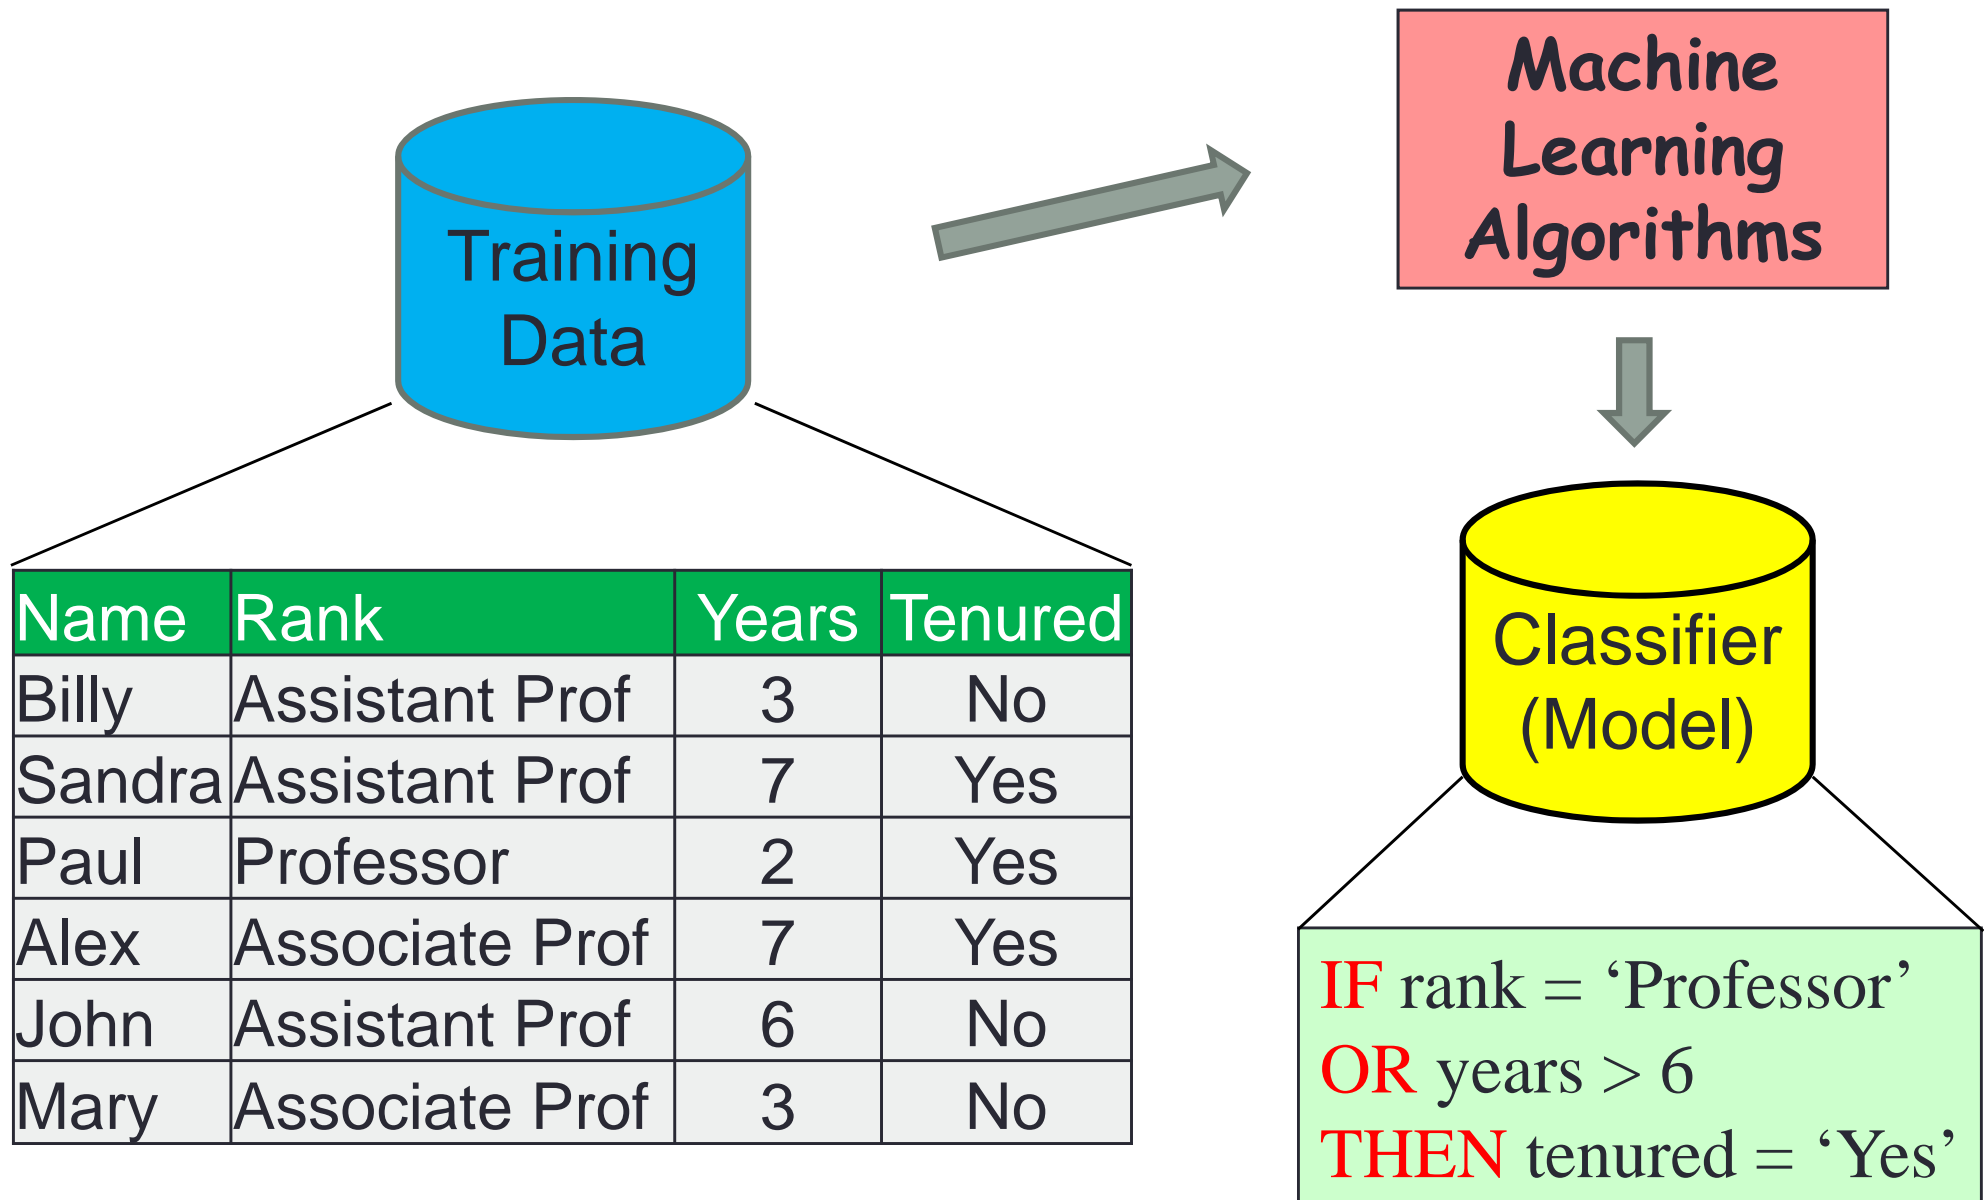 Training
Data
Machine
Learning
Algorithms
Name Rank Years Tenured
Billy Assistant Prof 3 No
Sandra Assistant Prof 7 Yes
Paul Professor 2 Yes
Alex Associate Prof 7 Yes
John Assistant Prof 6 No
Mary Associate Prof 3 No
Classifier
(Model)
IF rank = ‘Professor’
OR years > 6
THEN tenured = ‘Yes’